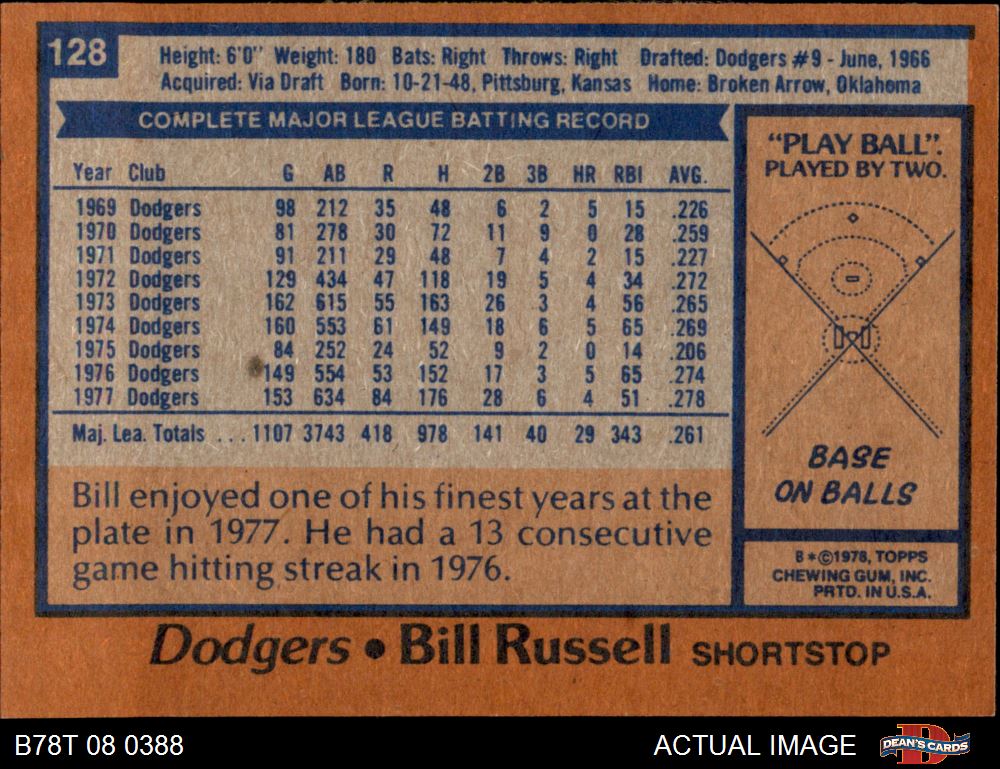 128
Height: 6'0" Weight: 180 Bats: Right Throws: Right Drafted: Dodgers #9 - June, 1966
Acquired: Via Draft Born: 10-21-48, Pittsburg, Kansas Home: Broken Arrow, Oklahoma
COMPLETE MAJOR LEAGUE BATTING RECORD
Year Club G AB R H 2B 3B HR RBI AVG.
1969 Dodgers 98 212 35 48 6 2 5 15 .226
1970 Dodgers 81 278 30 72 11 9 0 28 .259
1971 Dodgers 91 211 29 48 7 4 2 15 .227
1972 Dodgers 129 434 47 118 19 5 4 34 .272
1973 Dodgers 162 615 55 163 26 3 4 56 .265
1974 Dodgers 160 553 61 149 18 6 5 65 .269
1975 Dodgers 84 252 24 52 9 2 0 14 .206
1976 Dodgers 149 554 53 152 17 3 5 65 .274
1977 Dodgers 153 634 84 176 28 6 4 51 .278
Maj. Lea. Totals ... 1107 3743 418 978 141 40 29 343 .261
Bill enjoyed one of his finest years at the
plate in 1977. He had a 13 consecutive
game hitting streak in 1976.
"PLAY BALL".
PLAYED BY TWO.
BASE
ON BALLS
B*©1978, TOPPS
CHEWING GUM, INC.
PRTD. IN U.S.A.
Dodgers • Bill Russell SHORTSTOP
B78T 08 0388
ACTUAL IMAGE
D
DEAN'S CARDS